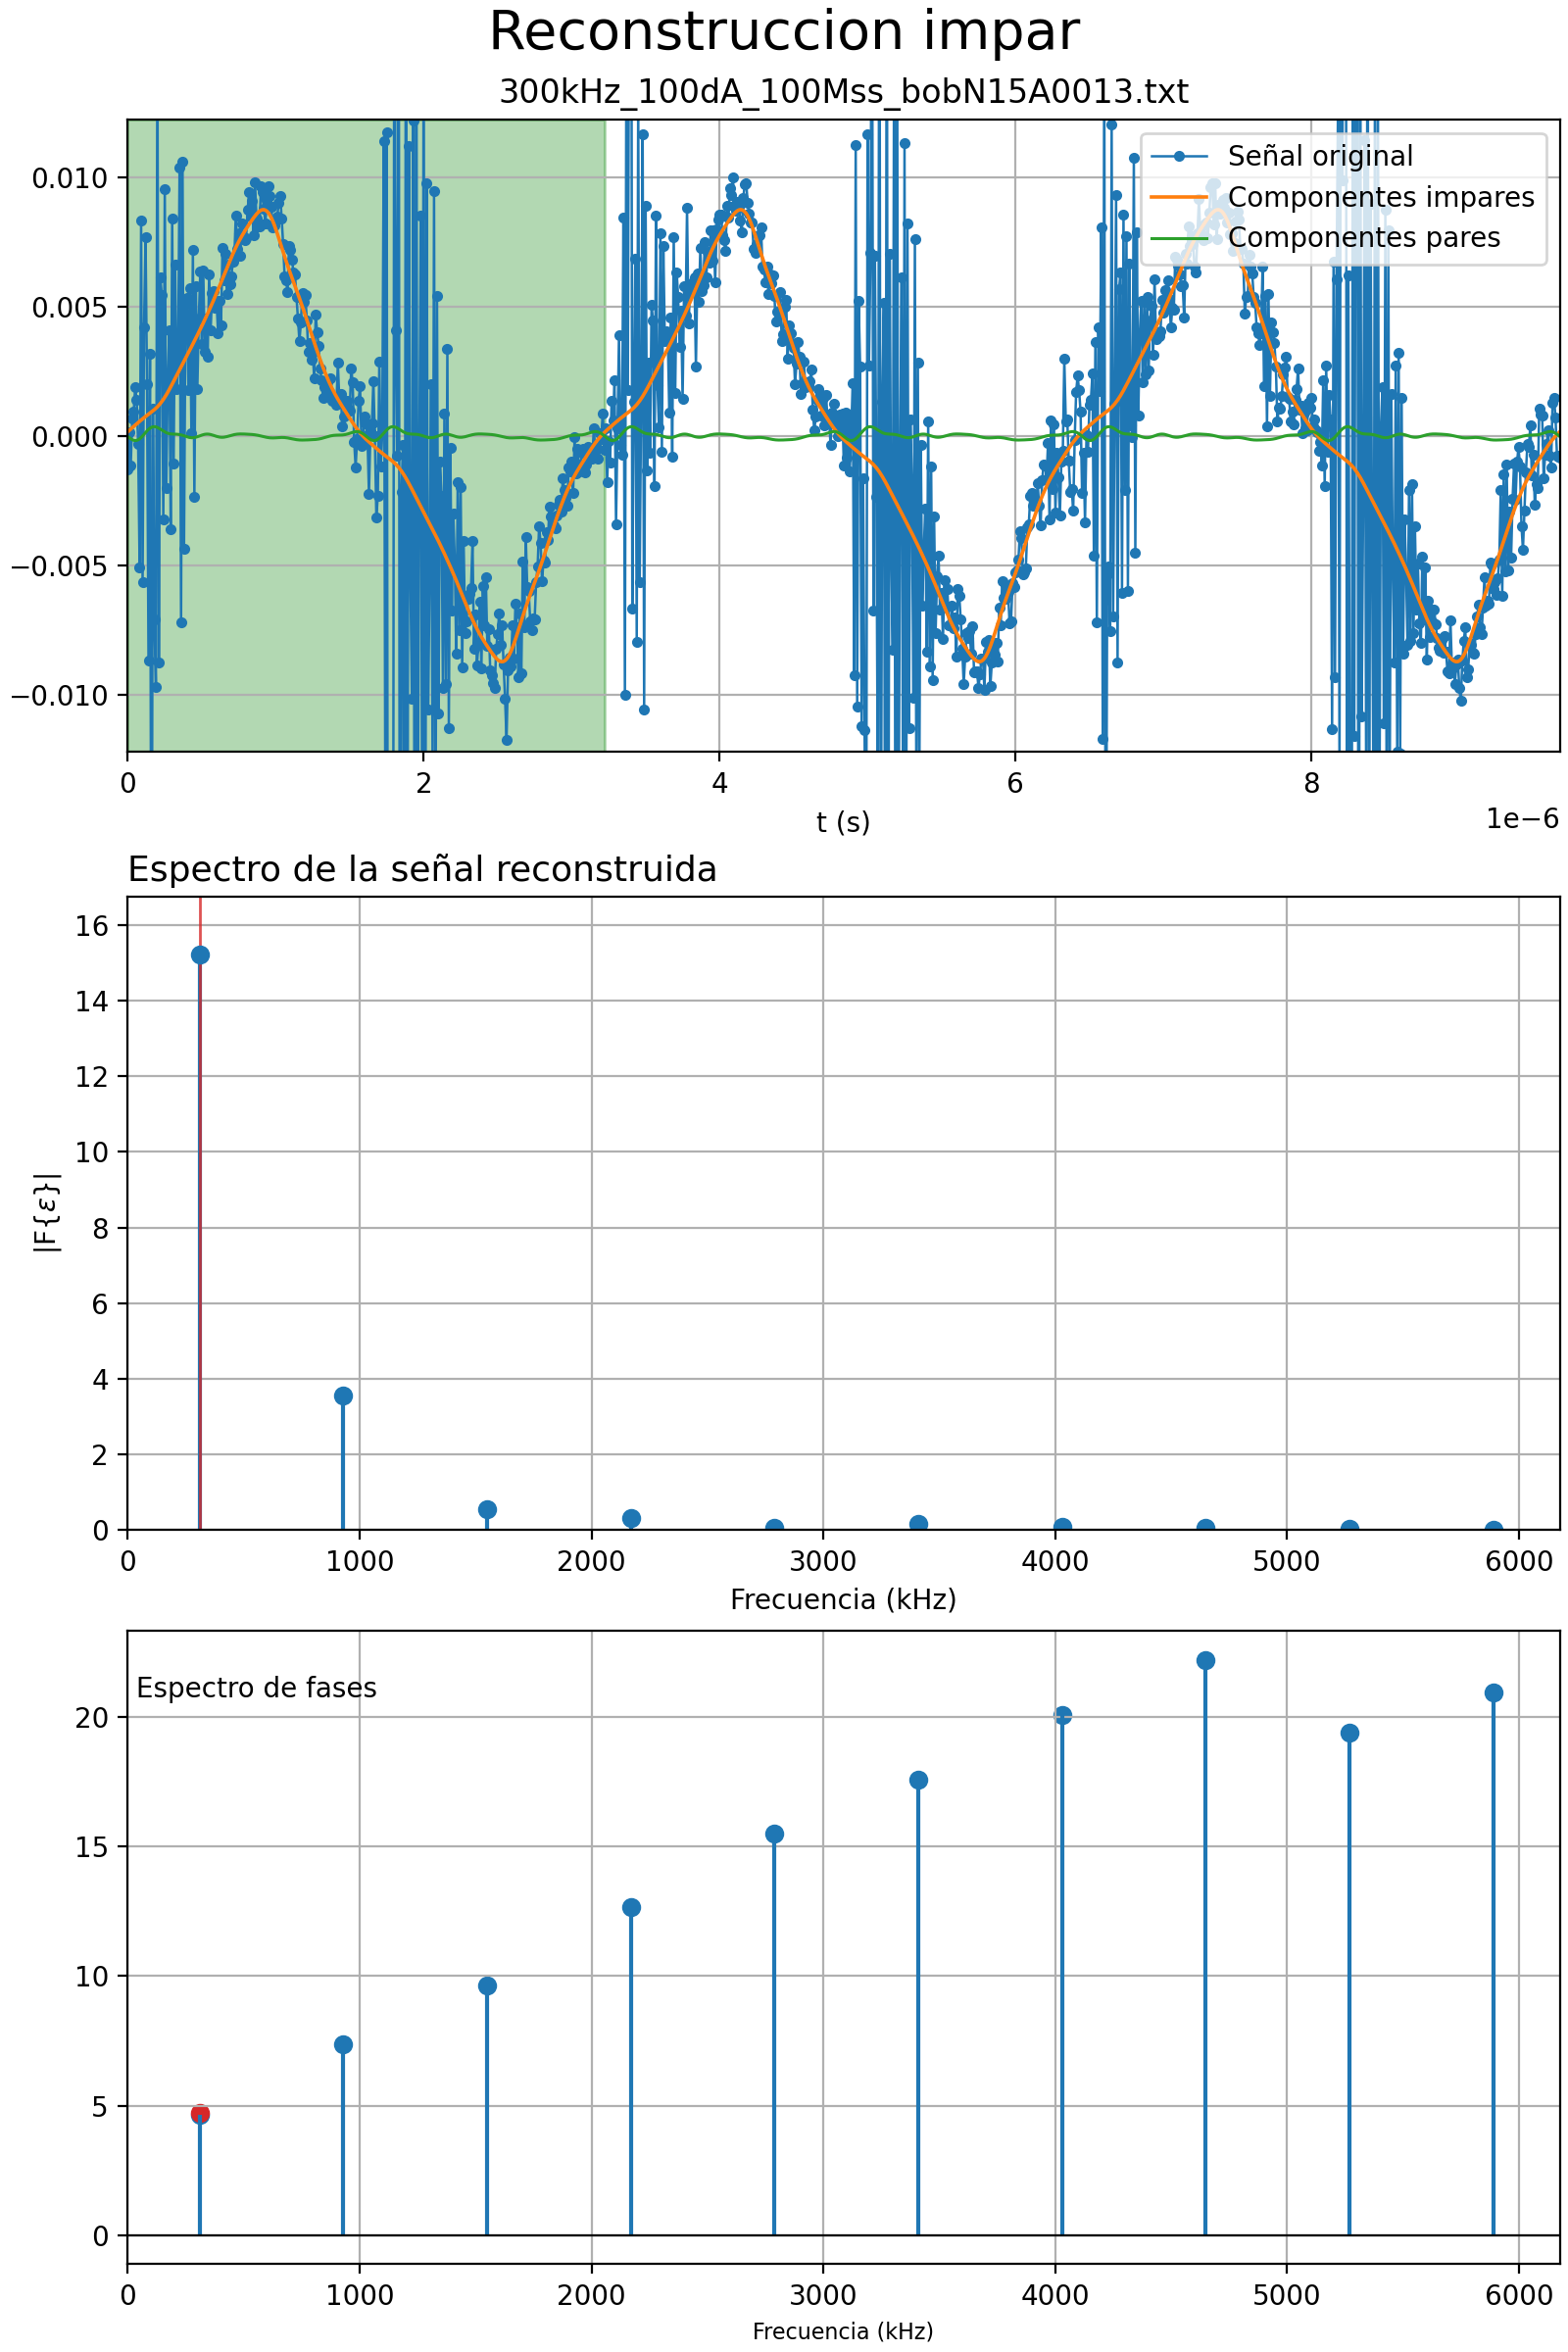 Reconstruccion impar
300kHz_100dA_100Mss_bobN15A0013.txt
Señal original
Componentes impares
Componentes pares
0.010
0.005
0.000
−0.005
−0.010
0 2 4 6 8
t (s)
1e−6
Espectro de la señal reconstruida
16
14
12
10
8
6
4
2
0
|F{ε}|
0 1000 2000 3000 4000 5000 6000
Frecuencia (kHz)
Espectro de fases
20
15
10
5
0
0 1000 2000 3000 4000 5000 6000
Frecuencia (kHz)